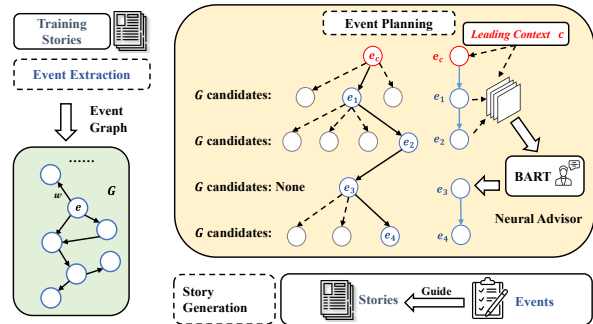 Training
Stories
Event Extraction
Event
Graph
......
G
w
e
Event Planning
Leading Context c
e_c
e_c
G candidates:
e_1
e_1
G candidates:
e_2
e_2
G candidates: None
e_3
BART
e_3
Neural Advisor
G candidates:
e_4
e_4
Story
Generation
Stories
Guide
Events